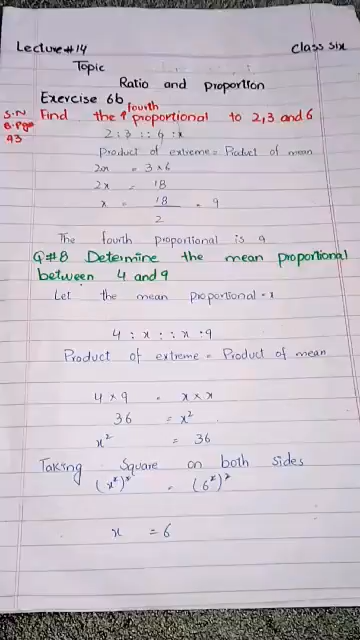 Lecture#14 Class six
Topic
Ratio and proportion
Exercise 6b
S.N Find the fourth proportional to 2,3 and 6
B.Pg# 43
2 : 3 : : 6 : x
Product of extreme = Product of mean
2x = 3 x 6
2x = 18
x = 18 = 9
2
The fourth proportional is 9
Q#8 Determine the mean proportional
between 4 and 9
Let the mean proportional = x
4 : x : : x : 9
Product of extreme = Product of mean
4 x 9 = x x x
36 = x²
x² = 36
Taking Square on both sides
(x²)² = (6²)²
x = 6